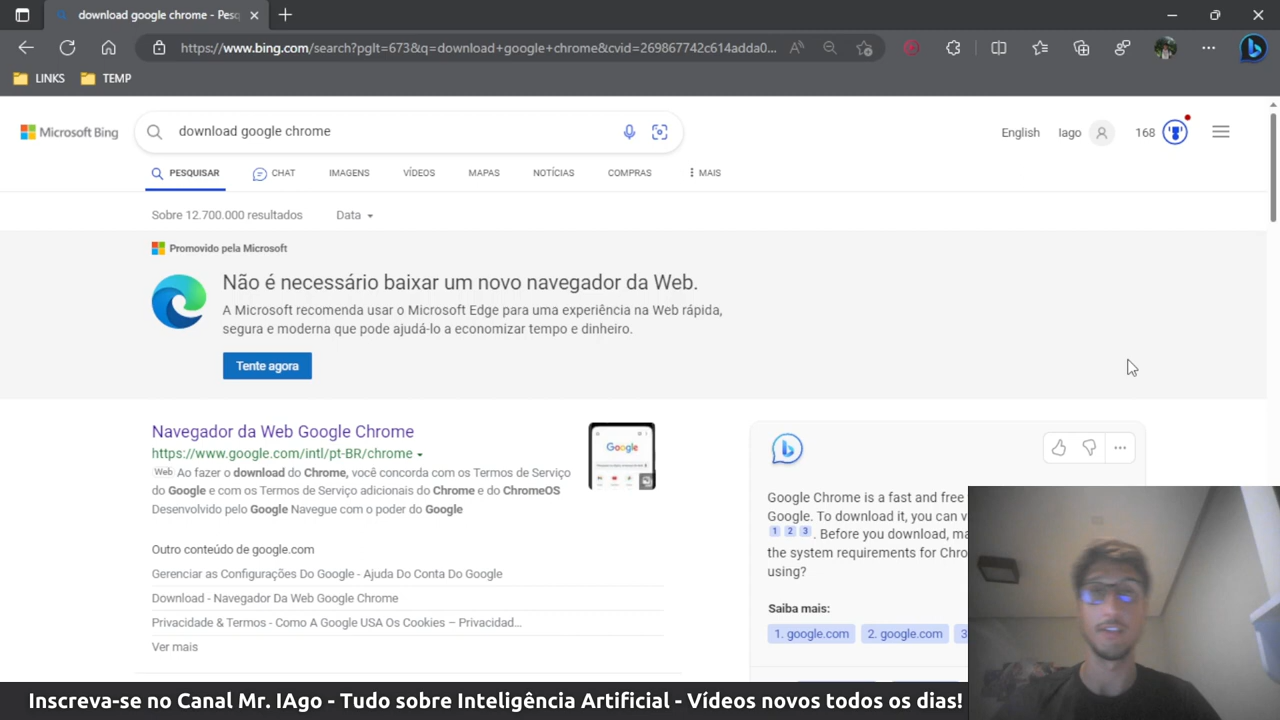 download google chrome - Pesq
https://www.bing.com/search?pglt=673&q=download+google+chrome&cvid=269867742c614adda0...
LINKS
TEMP
Microsoft Bing
download google chrome
English
Iago
168
PESQUISAR
CHAT
IMAGENS
VÍDEOS
MAPAS
NOTÍCIAS
COMPRAS
MAIS
Sobre 12.700.000 resultados
Data
Promovido pela Microsoft
Não é necessário baixar um novo navegador da Web.
A Microsoft recomenda usar o Microsoft Edge para uma experiência na Web rápida,
segura e moderna que pode ajudá-lo a economizar tempo e dinheiro.
Tente agora
Navegador da Web Google Chrome
https://www.google.com/intl/pt-BR/chrome
Web Ao fazer o download do Chrome, você concorda com os Termos de Serviço
do Google e com os Termos de Serviço adicionais do Chrome e do ChromeOS
Desenvolvido pelo Google Navegue com o poder do Google
Google
Outro conteúdo de google.com
Gerenciar as Configurações Do Google - Ajuda Do Conta Do Google
Download - Navegador Da Web Google Chrome
Privacidade & Termos - Como A Google USA Os Cookies – Privacidad...
Ver mais
Google Chrome is a fast and free
Google. To download it, you can v
1 2 3 . Before you download, ma
the system requirements for Chro
using?
Saiba mais:
1. google.com
2. google.com
3
Inscreva-se no Canal Mr. IAgo - Tudo sobre Inteligência Artificial - Vídeos novos todos os dias!